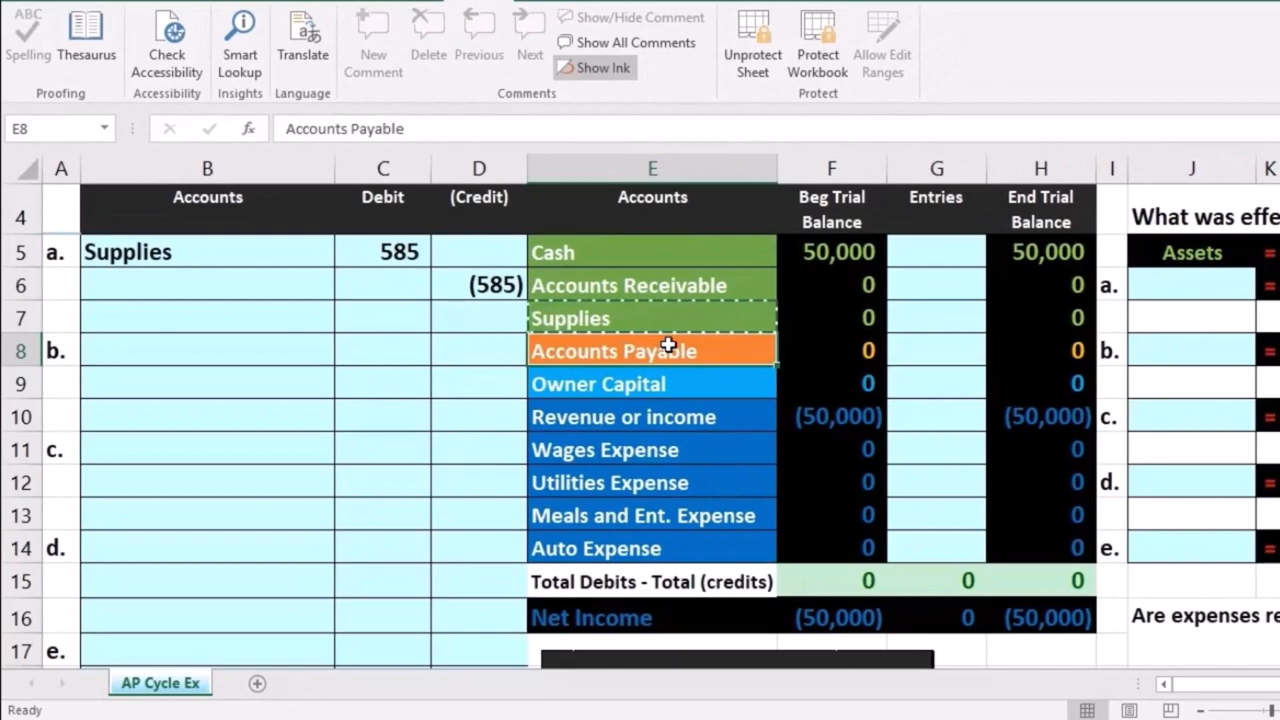 ABC
Spelling Thesaurus Check Accessibility Smart Lookup Translate New Comment Delete Previous Next Show/Hide Comment
Show All Comments
Show Ink
Unprotect Sheet Protect Workbook Allow Edit Ranges
Proofing Accessibility Insights Language Comments Protect
E8 fx Accounts Payable
A B C D E F G H I J K
4 Accounts Debit (Credit) Accounts Beg Trial Balance Entries End Trial Balance What was effe
5 a. Supplies 585 Cash 50,000 50,000 Assets =
6 (585) Accounts Receivable 0 0 a. =
7 Supplies 0 0
8 b. Accounts Payable 0 0 b. =
9 Owner Capital 0 0
10 Revenue or income (50,000) (50,000) c. =
11 c. Wages Expense 0 0
12 Utilities Expense 0 0 d. =
13 Meals and Ent. Expense 0 0
14 d. Auto Expense 0 0 e. =
15 Total Debits - Total (credits) 0 0 0
16 Net Income (50,000) 0 (50,000) Are expenses re
17 e.
AP Cycle Ex
Ready